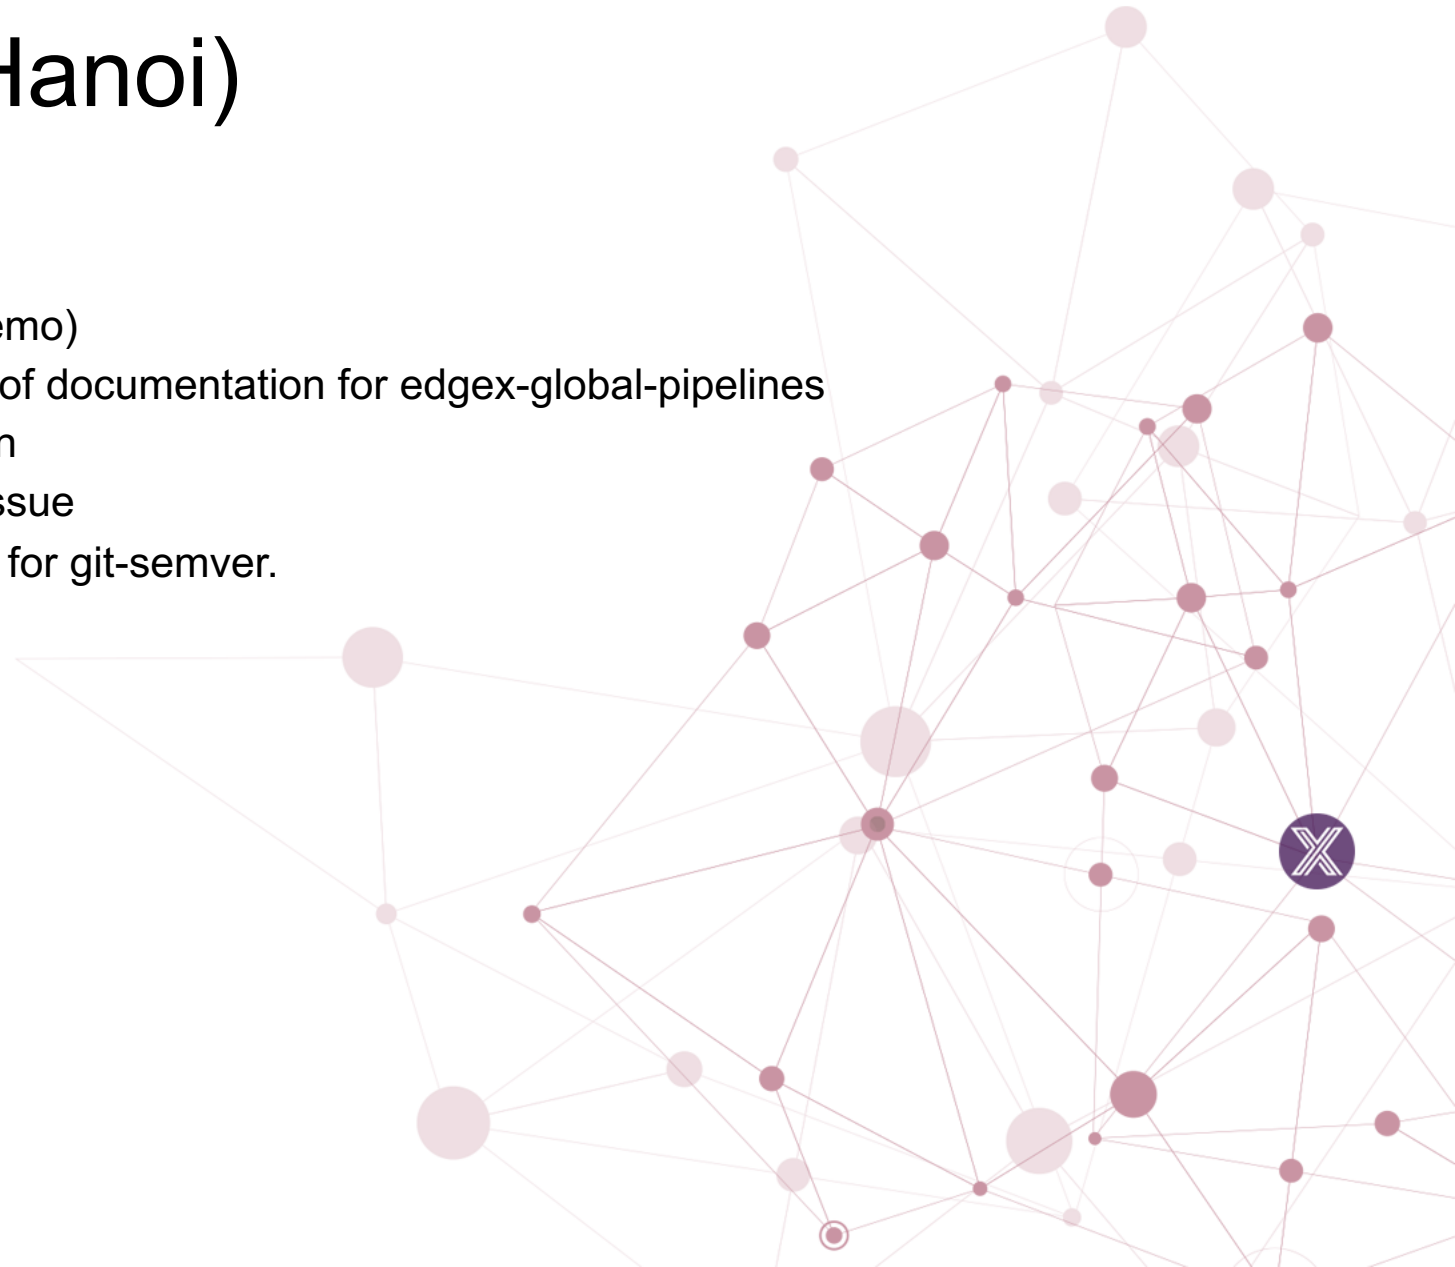 Hanoi)
emo)
of documentation for edgex-global-pipelines
ssue
for git-semver.